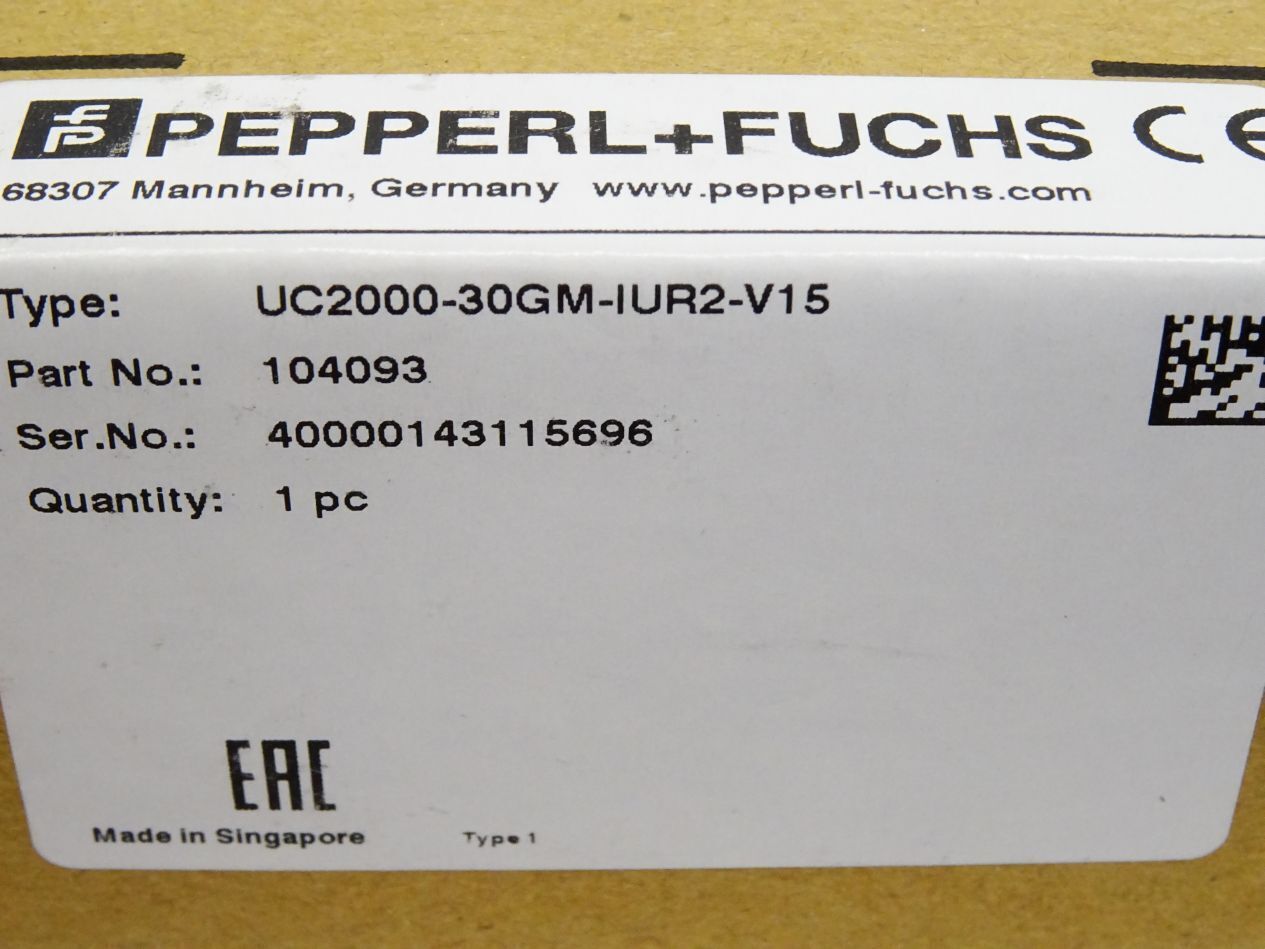 PEPPERL+FUCHS CE
68307 Mannheim, Germany www.pepperl-fuchs.com
Type: UC2000-30GM-IUR2-V15
Part No.: 104093
Ser.No.: 40000143115696
Quantity: 1 pc
EAC
Made in Singapore Type 1